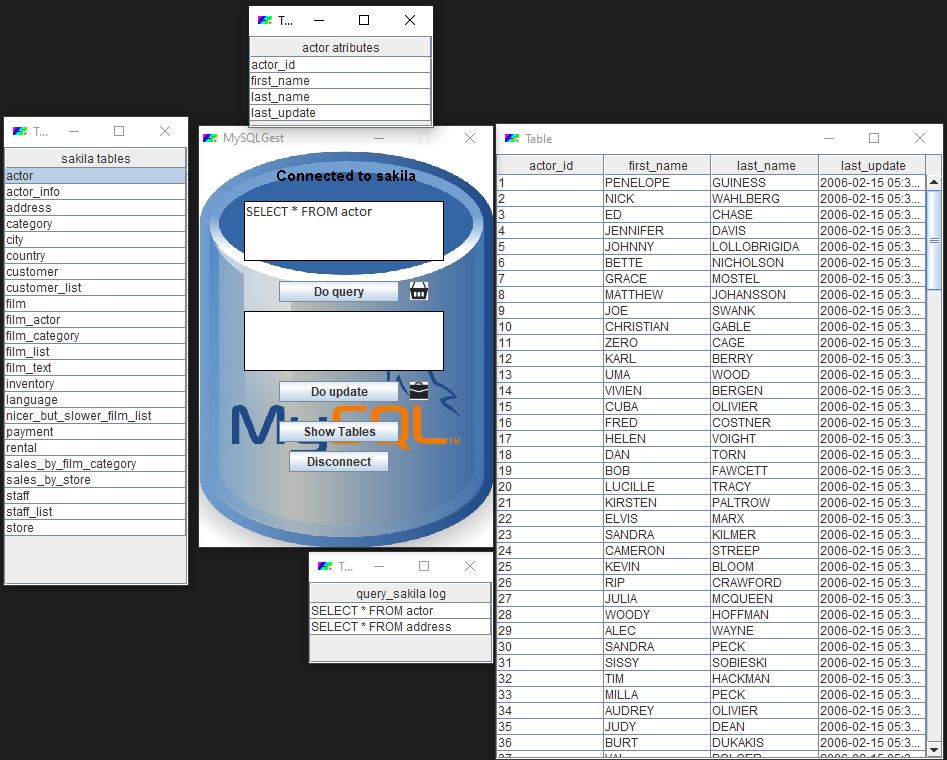 T...
actor atributes
actor_id
first_name
last_name
last_update
T...
sakila tables
actor
actor_info
address
category
city
country
customer
customer_list
film
film_actor
film_category
film_list
film_text
inventory
language
nicer_but_slower_film_list
payment
rental
sales_by_film_category
sales_by_store
staff
staff_list
store
MySQLGest
Connected to sakila
SELECT * FROM actor
Do query
Do update
MySQL TM
Show Tables
Disconnect
T...
query_sakila log
SELECT * FROM actor
SELECT * FROM address
Table
actor_id first_name last_name last_update
1 PENELOPE GUINESS 2006-02-15 05:3...
2 NICK WAHLBERG 2006-02-15 05:3...
3 ED CHASE 2006-02-15 05:3...
4 JENNIFER DAVIS 2006-02-15 05:3...
5 JOHNNY LOLLOBRIGIDA 2006-02-15 05:3...
6 BETTE NICHOLSON 2006-02-15 05:3...
7 GRACE MOSTEL 2006-02-15 05:3...
8 MATTHEW JOHANSSON 2006-02-15 05:3...
9 JOE SWANK 2006-02-15 05:3...
10 CHRISTIAN GABLE 2006-02-15 05:3...
11 ZERO CAGE 2006-02-15 05:3...
12 KARL BERRY 2006-02-15 05:3...
13 UMA WOOD 2006-02-15 05:3...
14 VIVIEN BERGEN 2006-02-15 05:3...
15 CUBA OLIVIER 2006-02-15 05:3...
16 FRED COSTNER 2006-02-15 05:3...
17 HELEN VOIGHT 2006-02-15 05:3...
18 DAN TORN 2006-02-15 05:3...
19 BOB FAWCETT 2006-02-15 05:3...
20 LUCILLE TRACY 2006-02-15 05:3...
21 KIRSTEN PALTROW 2006-02-15 05:3...
22 ELVIS MARX 2006-02-15 05:3...
23 SANDRA KILMER 2006-02-15 05:3...
24 CAMERON STREEP 2006-02-15 05:3...
25 KEVIN BLOOM 2006-02-15 05:3...
26 RIP CRAWFORD 2006-02-15 05:3...
27 JULIA MCQUEEN 2006-02-15 05:3...
28 WOODY HOFFMAN 2006-02-15 05:3...
29 ALEC WAYNE 2006-02-15 05:3...
30 SANDRA PECK 2006-02-15 05:3...
31 SISSY SOBIESKI 2006-02-15 05:3...
32 TIM HACKMAN 2006-02-15 05:3...
33 MILLA PECK 2006-02-15 05:3...
34 AUDREY OLIVIER 2006-02-15 05:3...
35 JUDY DEAN 2006-02-15 05:3...
36 BURT DUKAKIS 2006-02-15 05:3...